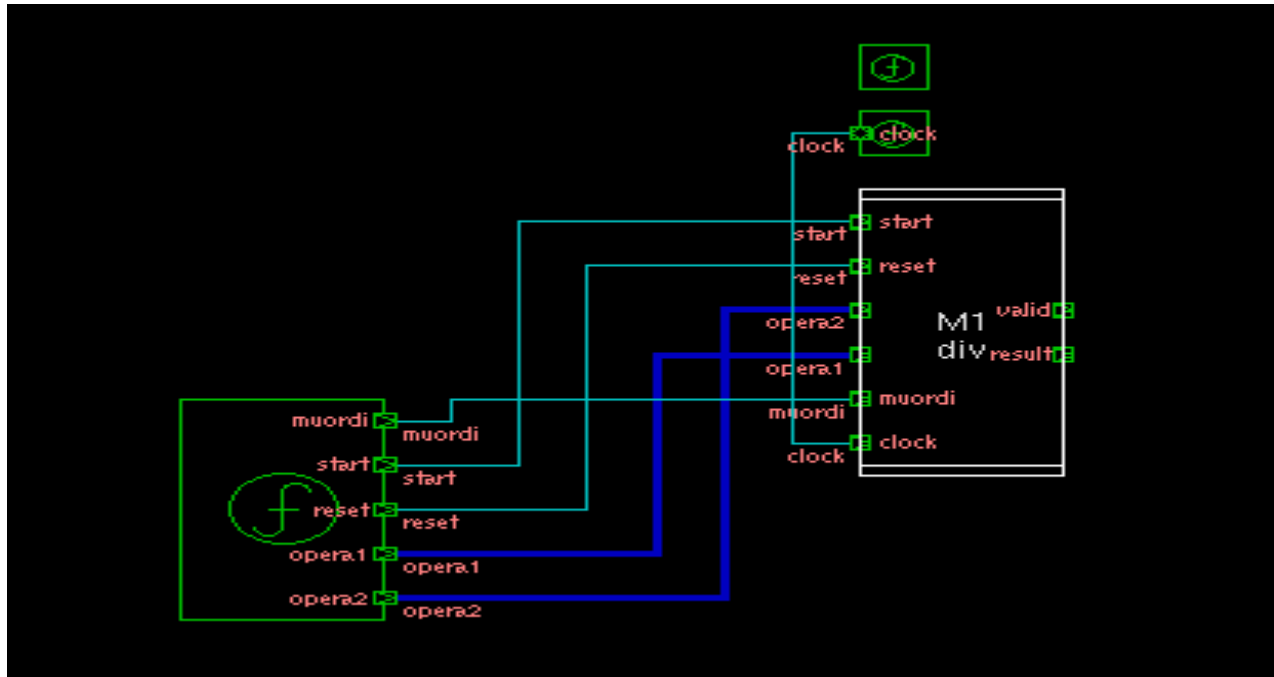 clock
clock
start
start
reset
reset
opera2
M1
valid
div
result
opera1
muordi
muordi
clock
clock
muordi
muordi
start
start
reset
reset
opera1
opera1
opera2
opera2